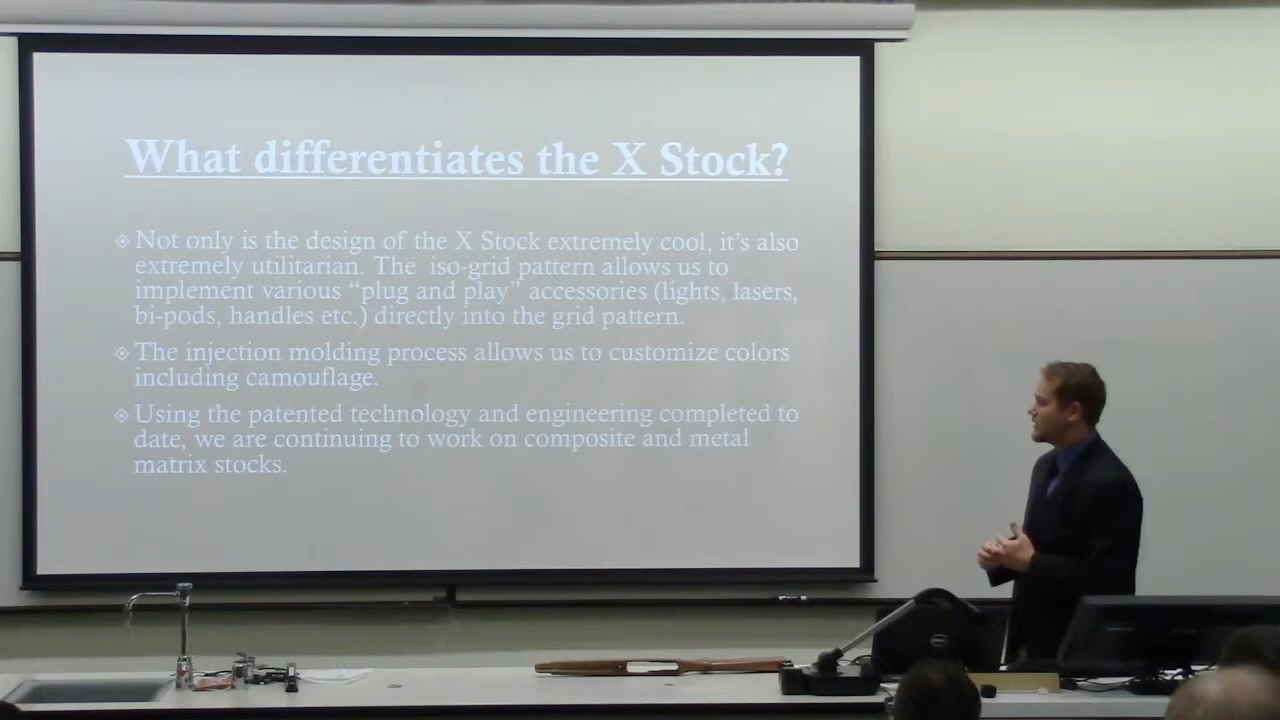 What differentiates the X Stock?
Not only is the design of the X Stock extremely cool, it's also
extremely utilitarian. The iso-grid pattern allows us to
implement various “plug and play” accessories (lights, lasers,
bi-pods, handles etc.) directly into the grid pattern.
The injection molding process allows us to customize colors
including camouflage.
Using the patented technology and engineering completed to
date, we are continuing to work on composite and metal
matrix stocks.
DELL